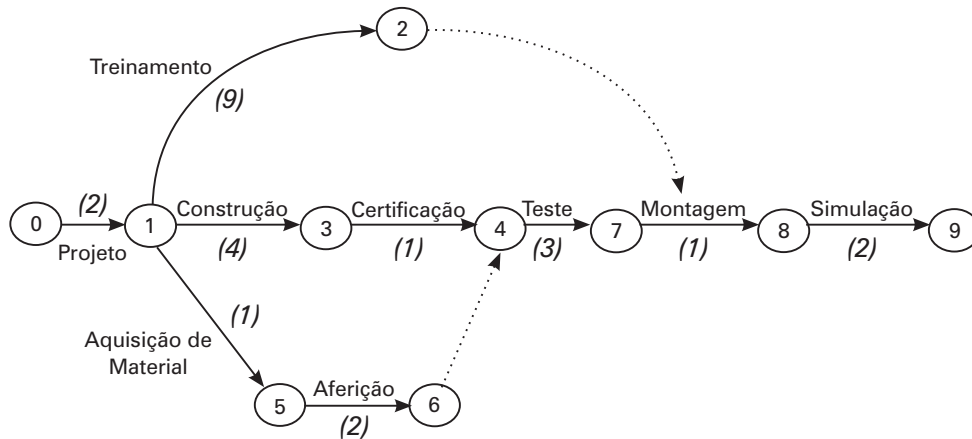 2
Treinamento
(9)
(2)
Construção
Certificação
Teste
Montagem
Simulação
0
1
3
4
7
8
9
Projeto
(4)
(1)
(3)
(1)
(2)
(1)
Aquisição de
Material
Aferição
5
6
(2)